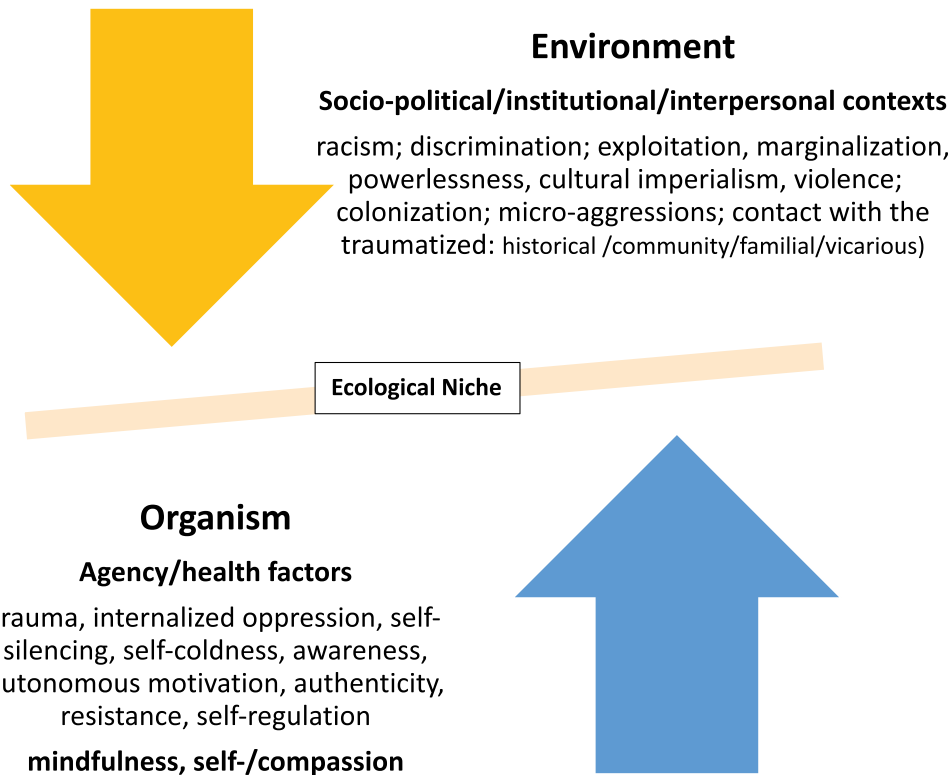 Environment
Socio-political/institutional/interpersonal contexts
racism; discrimination; exploitation, marginalization,
powerlessness, cultural imperialism, violence;
colonization; micro-aggressions; contact with the
traumatized: historical /community/familial/vicarious)
Ecological Niche
Organism
Agency/health factors
rauma, internalized oppression, self-
silencing, self-coldness, awareness,
utonomous motivation, authenticity,
resistance, self-regulation
mindfulness, self-/compassion